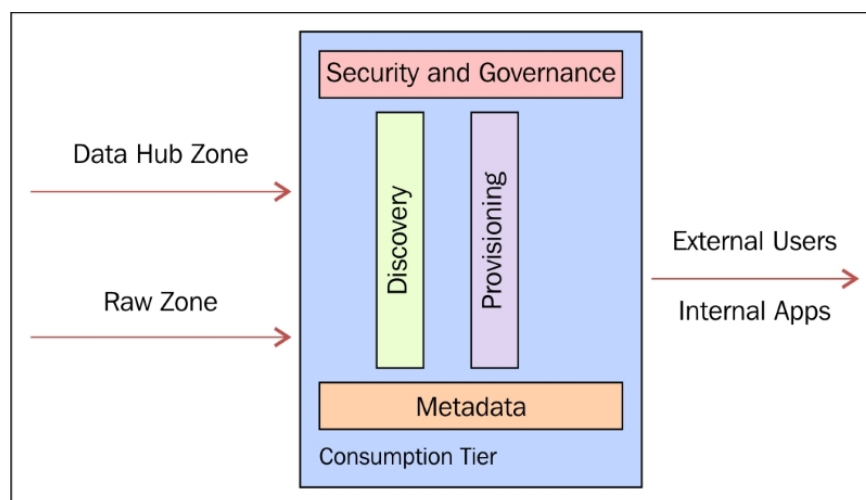 Security and Governance
Data Hub Zone
Raw Zone
Discovery
Provisioning
External Users
Internal Apps
Metadata
Consumption Tier